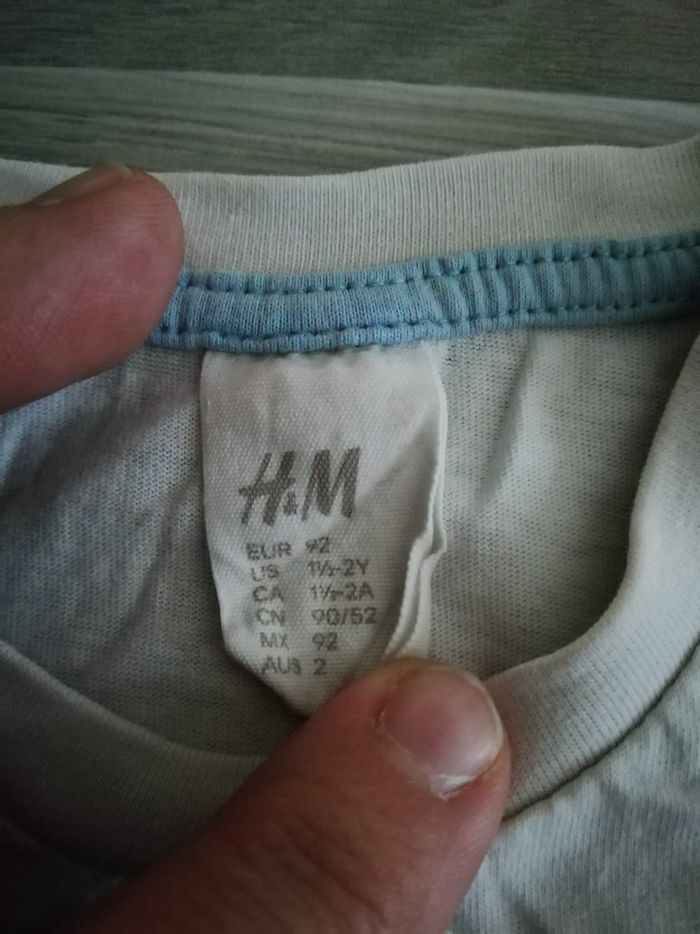 H&M
EUR 92
US 1½-2Y
CA 1½-2A
CN 90/52
MX 92
AUS 2